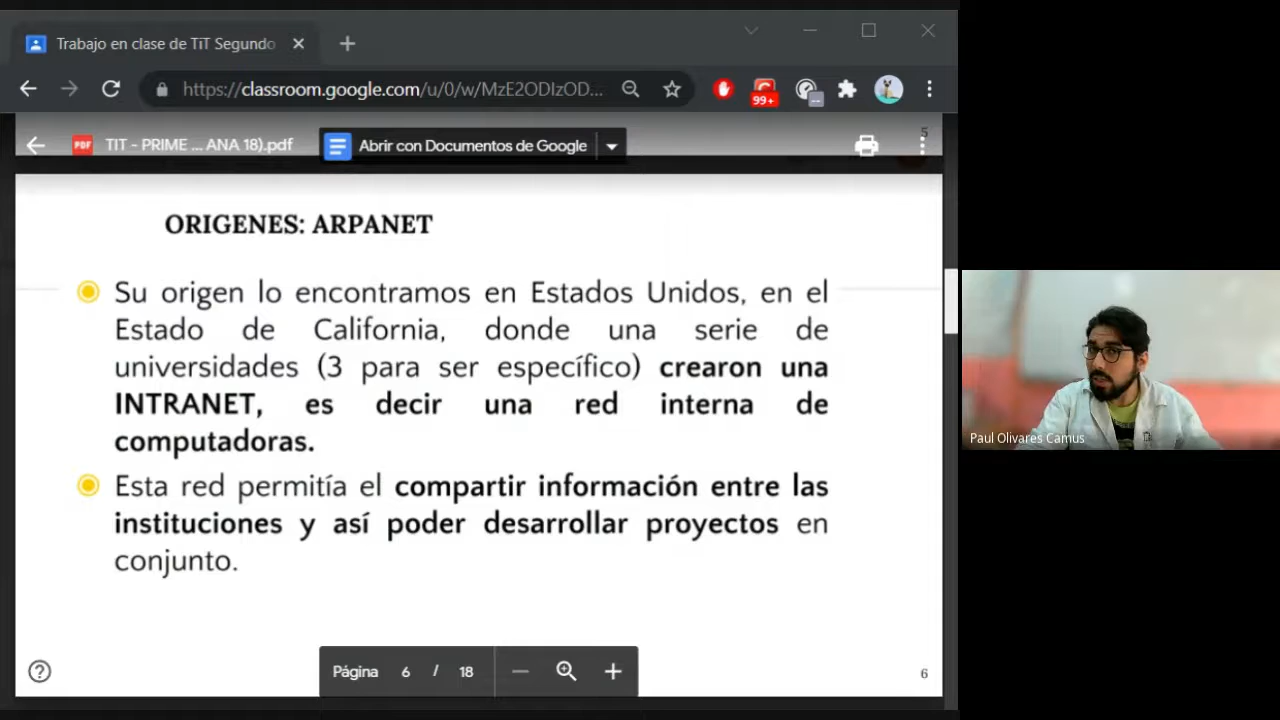 Trabajo en clase de TiT Segundo
https://classroom.google.com/u/0/w/MzE2ODIzOD...
99+
5
PDF TIT - PRIME ... ANA 18).pdf
Abrir con Documentos de Google
ORIGENES: ARPANET
Su origen lo encontramos en Estados Unidos, en el
Estado de California, donde una serie de
universidades (3 para ser específico) crearon una
INTRANET, es decir una red interna de
computadoras.
Esta red permitía el compartir información entre las
instituciones y así poder desarrollar proyectos en
conjunto.
Paul Olivares Camus
Página 6 / 18
6